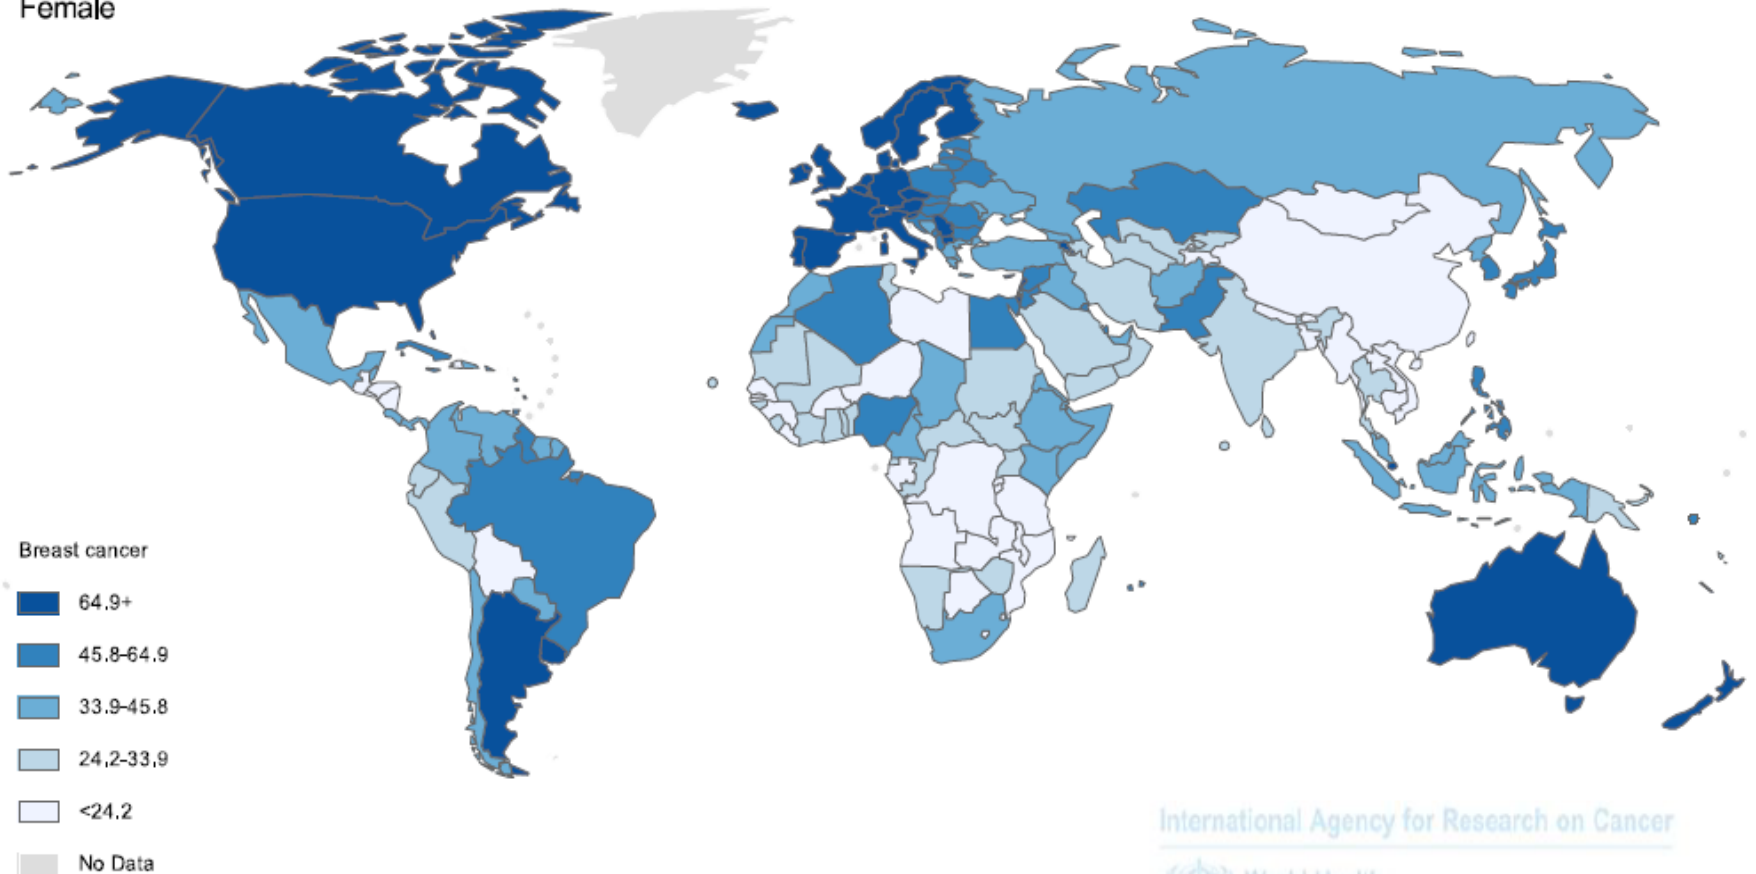 Female
Breast cancer
64.9+
45.8-64.9
33.9-45.8
24.2-33.9
<24.2
No Data
International Agency for Research on Cancer